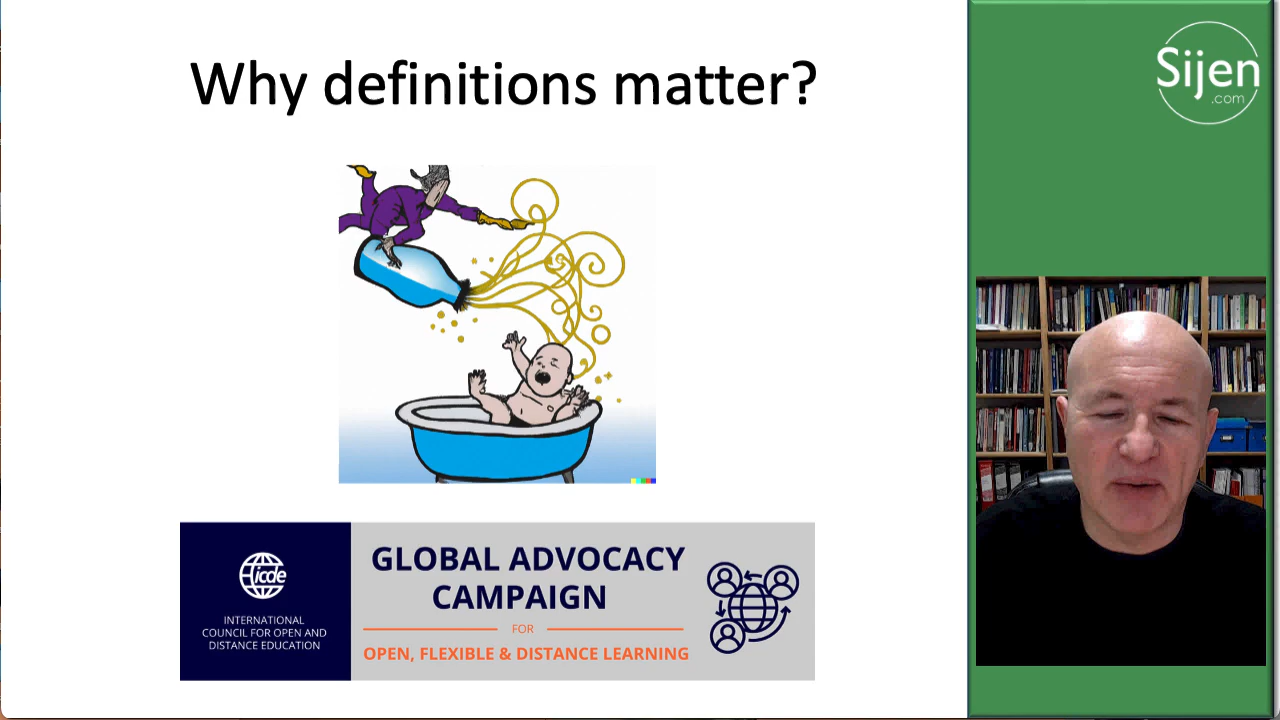 Why definitions matter?
Sijen
.com
icde
INTERNATIONAL
COUNCIL FOR OPEN AND
DISTANCE EDUCATION
GLOBAL ADVOCACY
CAMPAIGN
FOR
OPEN, FLEXIBLE & DISTANCE LEARNING